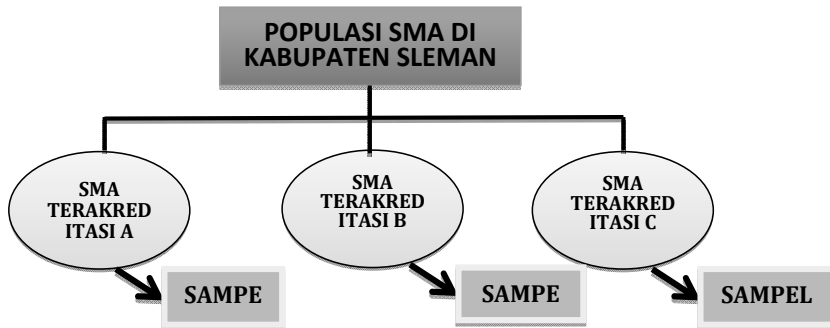 POPULASI SMA DI
KABUPATEN SLEMAN
SMA
TERAKRED
ITASI A
SMA
TERAKRED
ITASI B
SMA
TERAKRED
ITASI C
SAMPE
SAMPE
SAMPEL